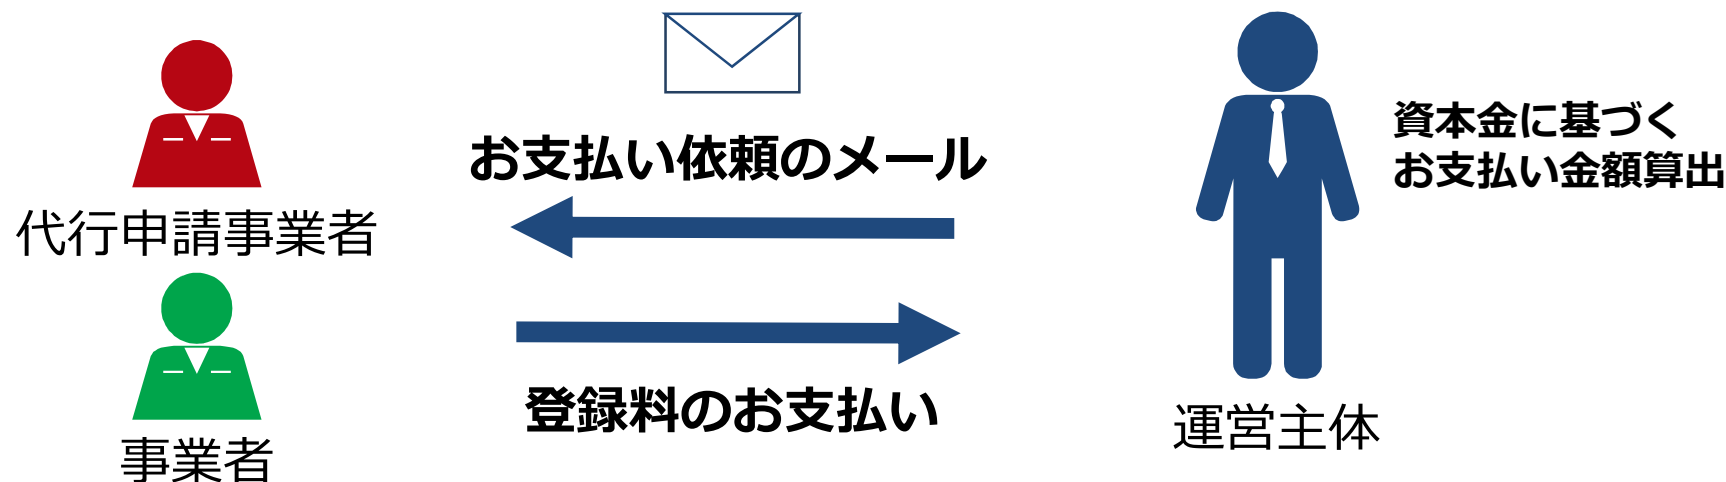 お支払い依頼のメール
資本金に基づく
お支払い金額算出
代行申請事業者
登録料のお支払い
運営主体
事業者